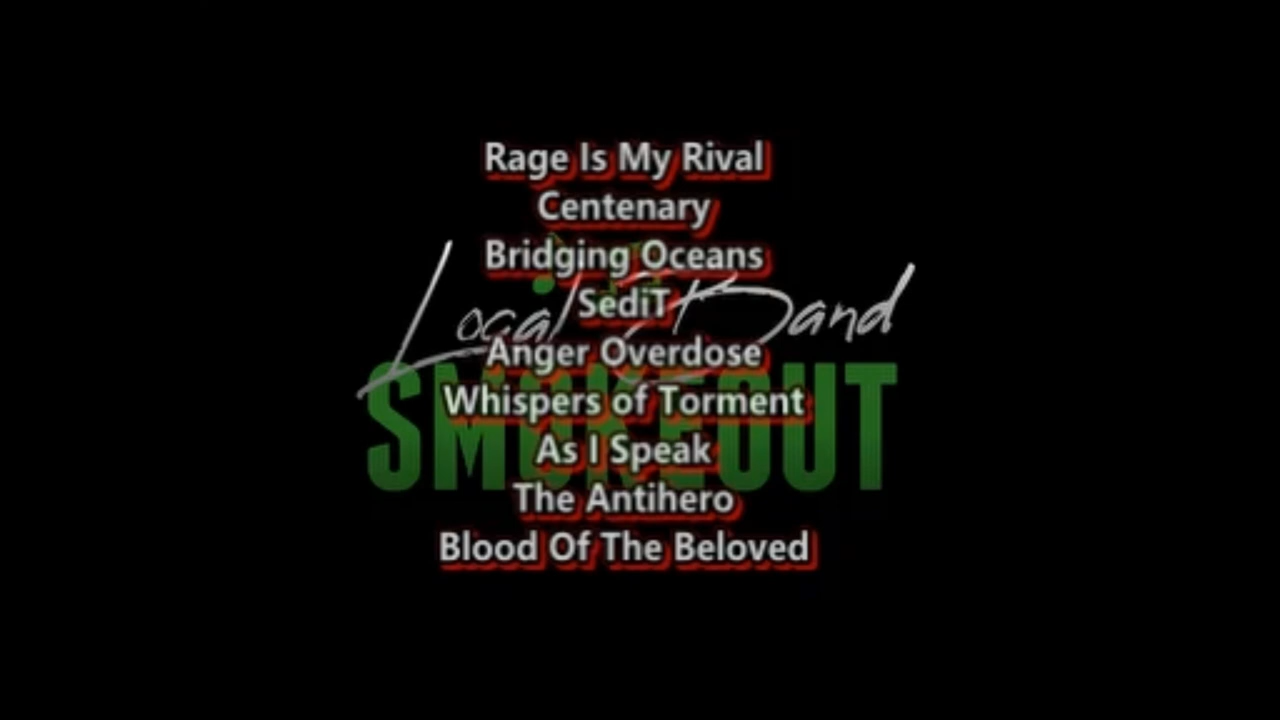 Rage Is My Rival
Centenary
Bridging Oceans
SediT
Anger Overdose
Whispers of Torment
As I Speak
The Antihero
Blood Of The Beloved
Local Band
SMOKEOUT